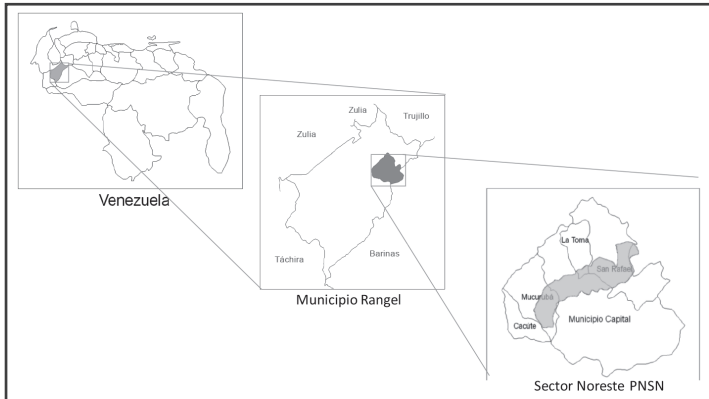 Venezuela
Zulia
Trujillo
Zulia
Táchira
Barinas
Municipio Rangel
La Toma
San Rafael
Mucurubá
Municipio Capital
Cacute
Sector Noreste PNSN